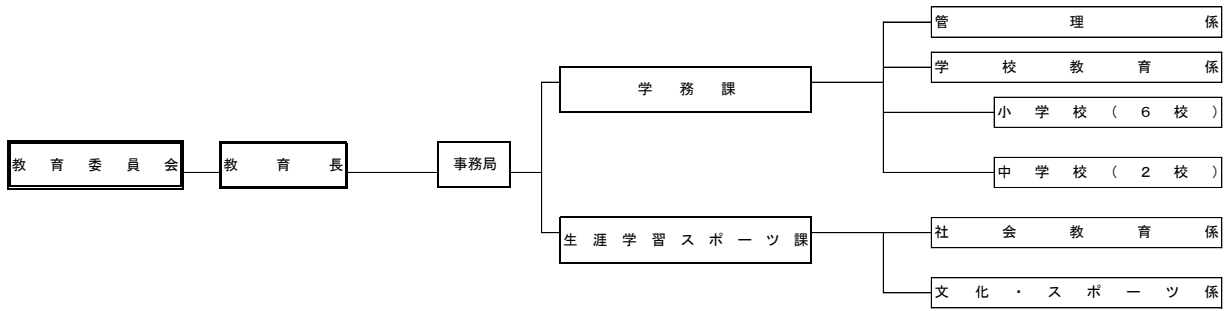 管理係
学校教育係
学務課
小学校（６校）
教育委員会
教育長
事務局
中学校（２校）
生涯学習スポーツ課
社会教育係
文化・スポーツ係